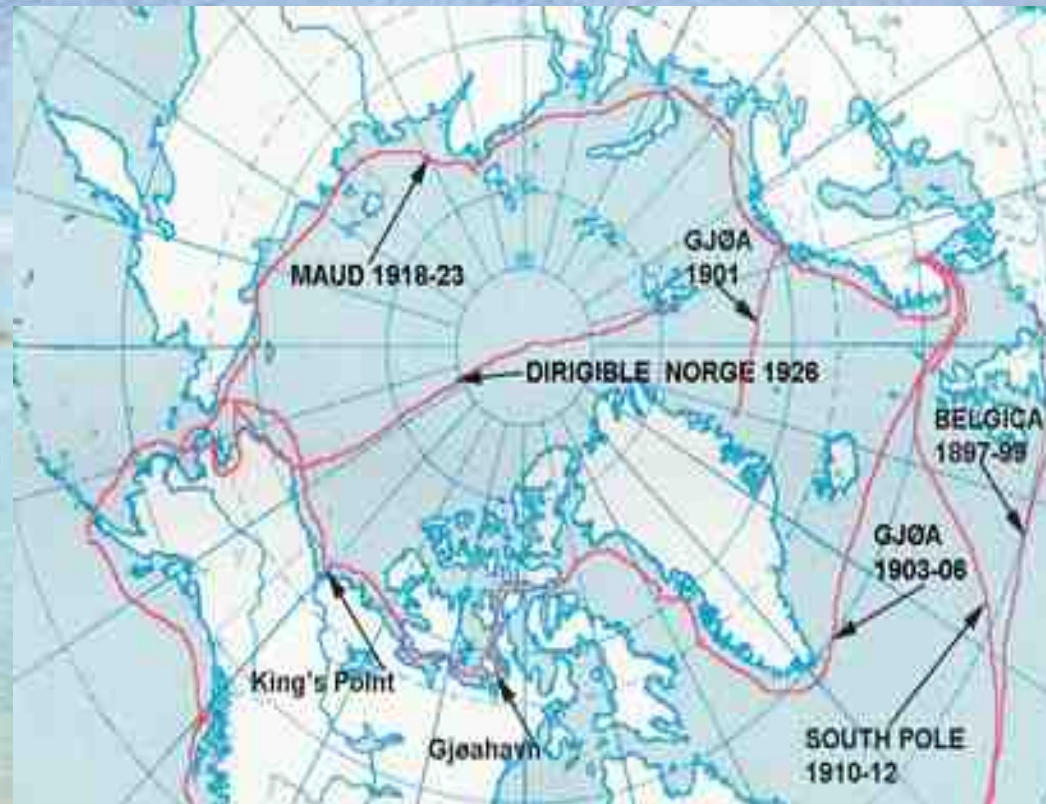 GJØA
1901
MAUD 1918-23
DIRIGIBLE NORGE 1926
BELGICA
1897-99
GJØA
1903-06
King's Point
Gjøahavn
SOUTH POLE
1910-12